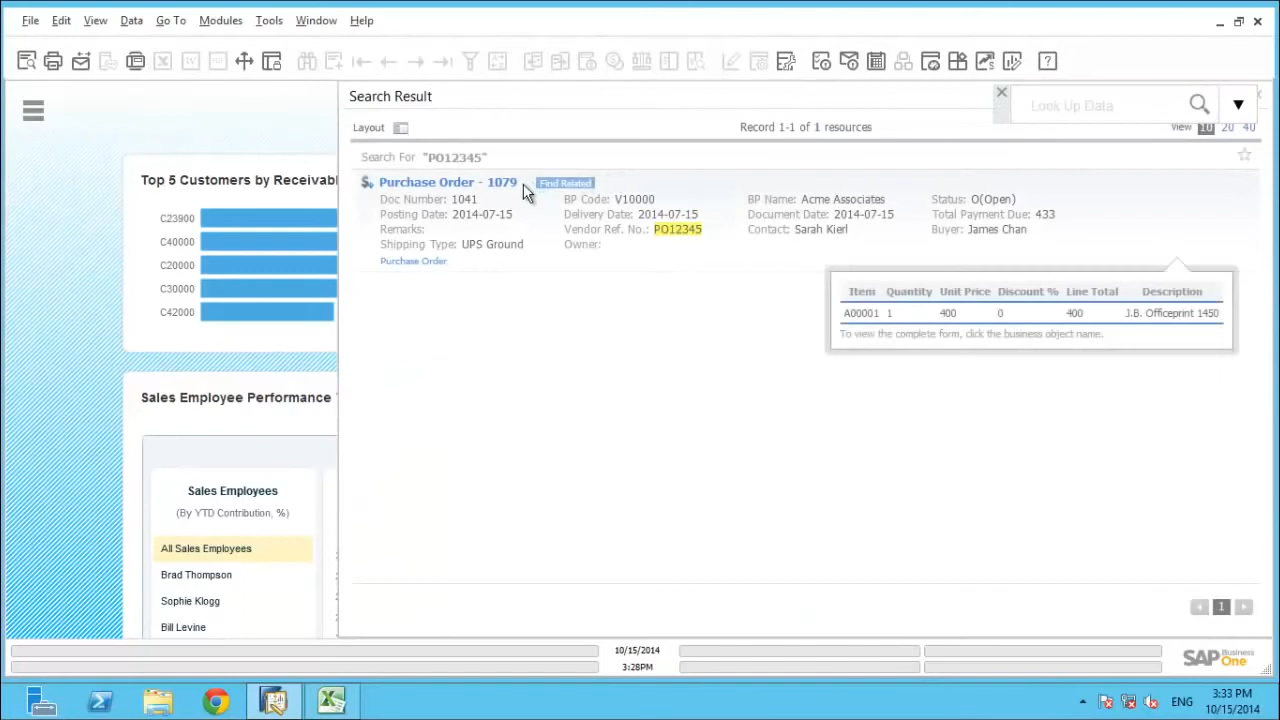 File Edit View Data Go To Modules Tools Window Help
Search Result
Look Up Data
Layout
Record 1-1 of 1 resources
View 10 20 40
Search For "PO12345"
Purchase Order - 1079 Find Related
Doc Number: 1041 BP Code: V10000 BP Name: Acme Associates Status: O(Open)
Posting Date: 2014-07-15 Delivery Date: 2014-07-15 Document Date: 2014-07-15 Total Payment Due: 433
Remarks: Vendor Ref. No.: PO12345 Contact: Sarah Kierl Buyer: James Chan
Shipping Type: UPS Ground Owner:
Purchase Order
Item Quantity Unit Price Discount % Line Total Description
A00001 1 400 0 400 J.B. Officeprint 1450
To view the complete form, click the business object name.
Top 5 Customers by Receivabl
C23900
C40000
C20000
C30000
C42000
Sales Employee Performance
Sales Employees
(By YTD Contribution, %)
All Sales Employees
Brad Thompson
Sophie Klogg
Bill Levine
1
10/15/2014
3:28PM
SAP Business One
ENG
3:33 PM
10/15/2014